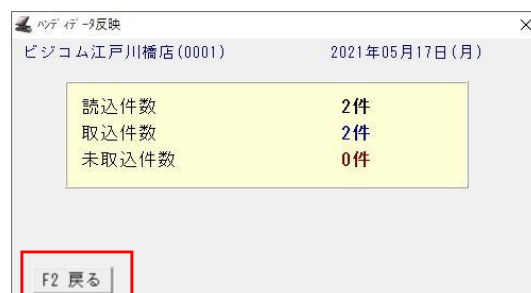 ﾊﾝﾃﾞｨﾃﾞｰﾀ反映
ビジコム江戸川橋店(0001) 2021年05月17日(月)
読込件数 2件
取込件数 2件
未取込件数 0件
F2 戻る